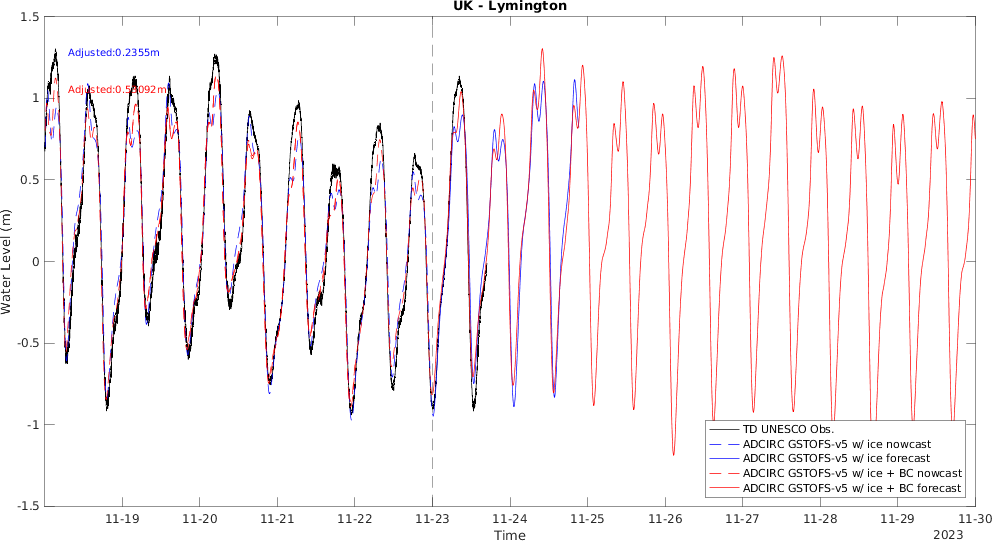 UK - Lymington
Adjusted:0.2355m
1.5
1
0.5
0
-0.5
-1
-1.5
Water Level (m)
11-19
11-20
11-21
11-22
11-23
11-24
11-25
11-26
11-27
11-28
11-29
11-30
Time
2023
TD UNESCO Obs.
ADCIRC GSTOFS-v5 w/ ice nowcast
ADCIRC GSTOFS-v5 w/ ice forecast
ADCIRC GSTOFS-v5 w/ ice + BC nowcast
ADCIRC GSTOFS-v5 w/ ice + BC forecast